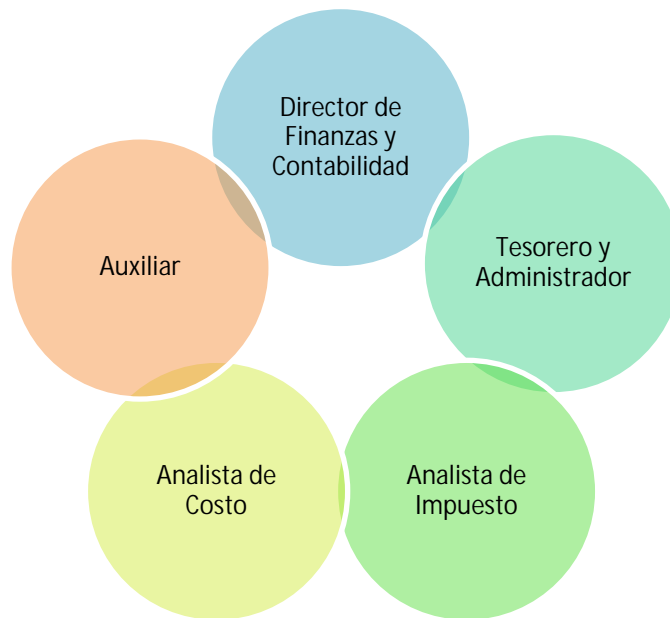 Director de
Finanzas y
Contabilidad
Tesorero y
Administrador
Analista de
Impuesto
Analista de
Costo
Auxiliar